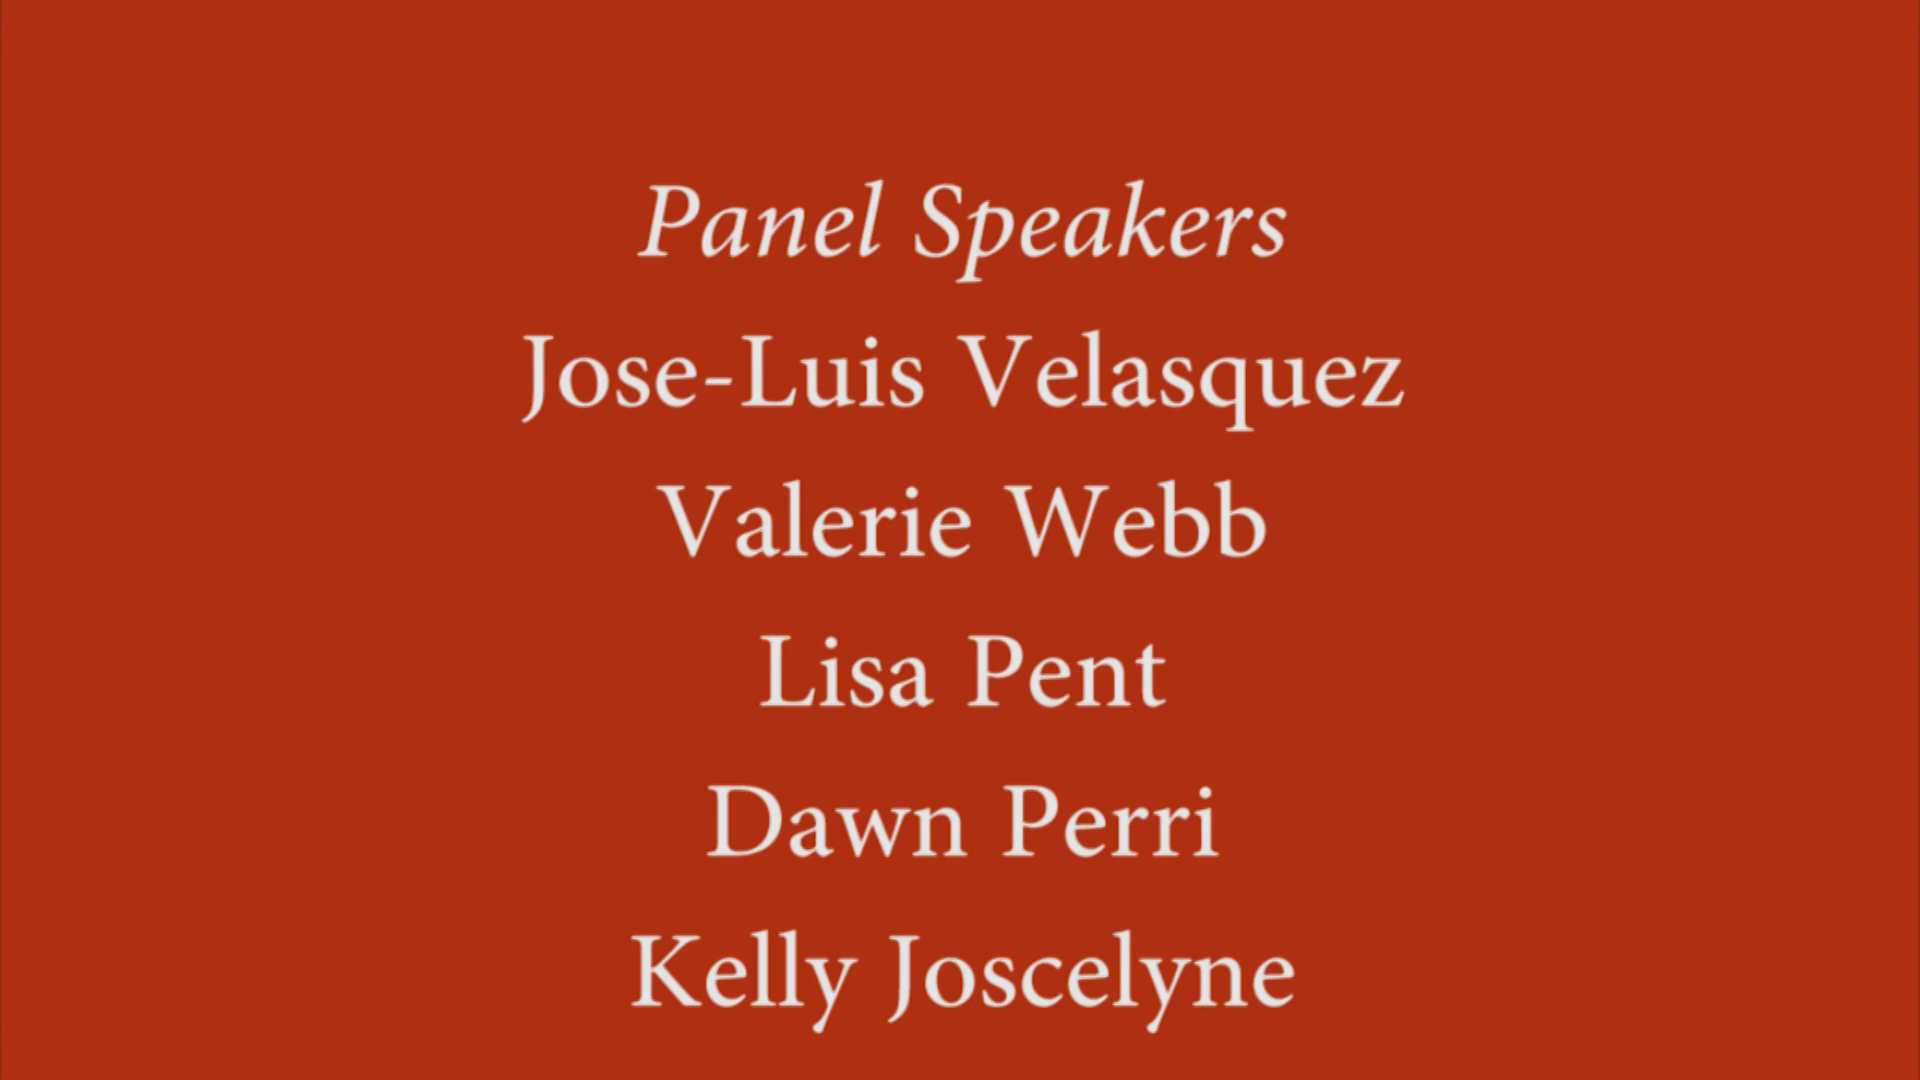 Panel Speakers
Jose-Luis Velasquez
Valerie Webb
Lisa Pent
Dawn Perri
Kelly Joscelyne